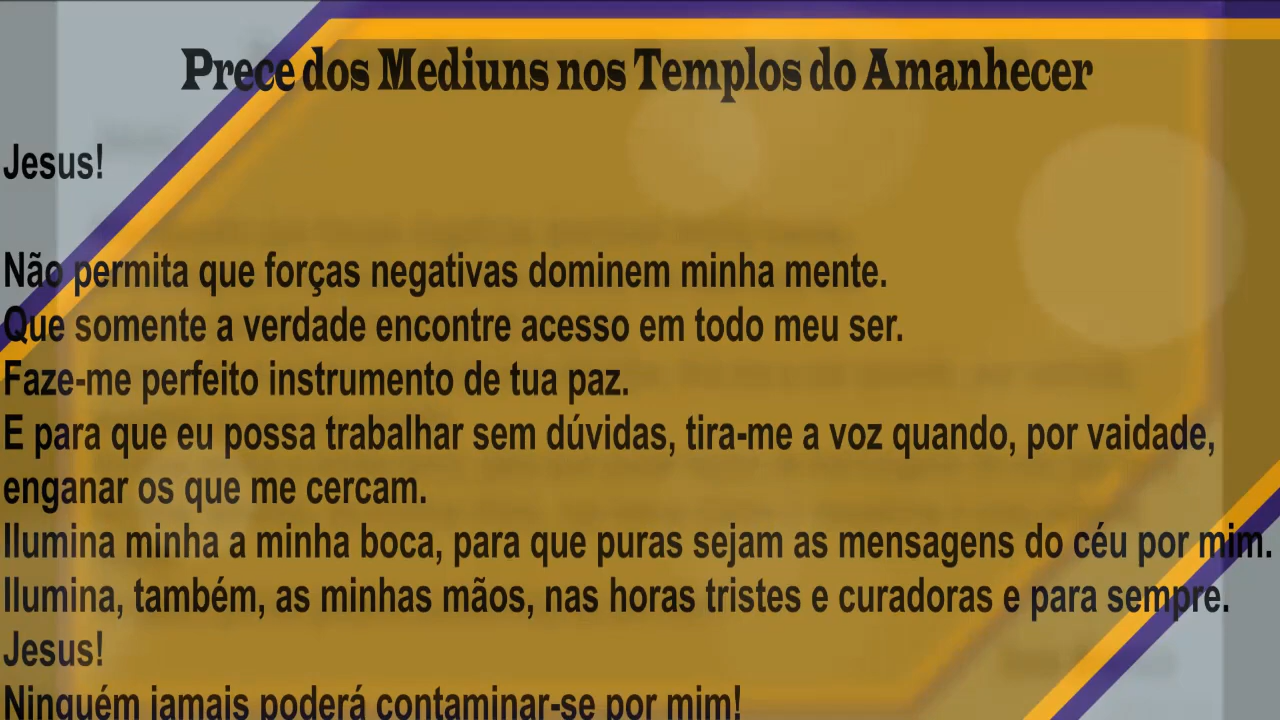 Prece dos Mediuns nos Templos do Amanhecer
Jesus!
Não permita que forças negativas dominem minha mente.
Que somente a verdade encontre acesso em todo meu ser.
Faze-me perfeito instrumento de tua paz.
E para que eu possa trabalhar sem dúvidas, tira-me a voz quando, por vaidade,
enganar os que me cercam.
Ilumina minha a minha boca, para que puras sejam as mensagens do céu por mim.
Ilumina, também, as minhas mãos, nas horas tristes e curadoras e para sempre.
Jesus!
Ninguém jamais poderá contaminar-se por mim!